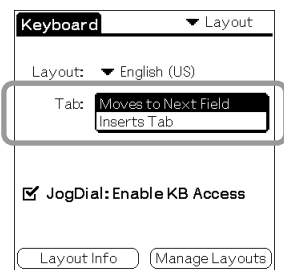 Keyboard Layout
Layout: English (US)
Tab: Moves to Next Field
Inserts Tab
JogDial: Enable KB Access
Layout Info Manage Layouts